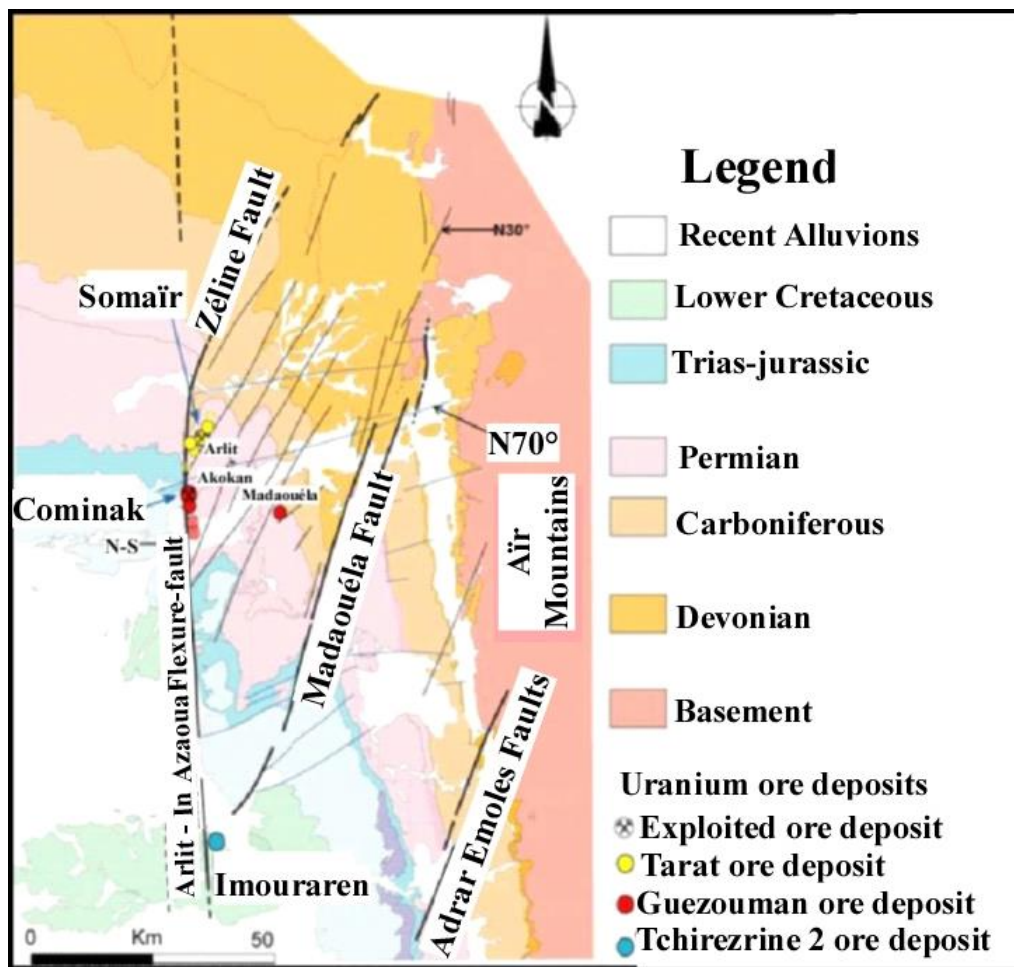 Zéline Fault
N30°
Somaïr
N70°
Arlit
Akokan
Madaouéla
Cominak
N-S
Aïr
Mountains
Madaouéla Fault
Arlit - In Azaoua Flexure-fault
Adrar Emoles Faults
Imouraren
0 Km 50
N
Legend
Recent Alluvions
Lower Cretaceous
Trias-jurassic
Permian
Carboniferous
Devonian
Basement
Uranium ore deposits
Exploited ore deposit
Tarat ore deposit
Guezouman ore deposit
Tchirezrine 2 ore deposit